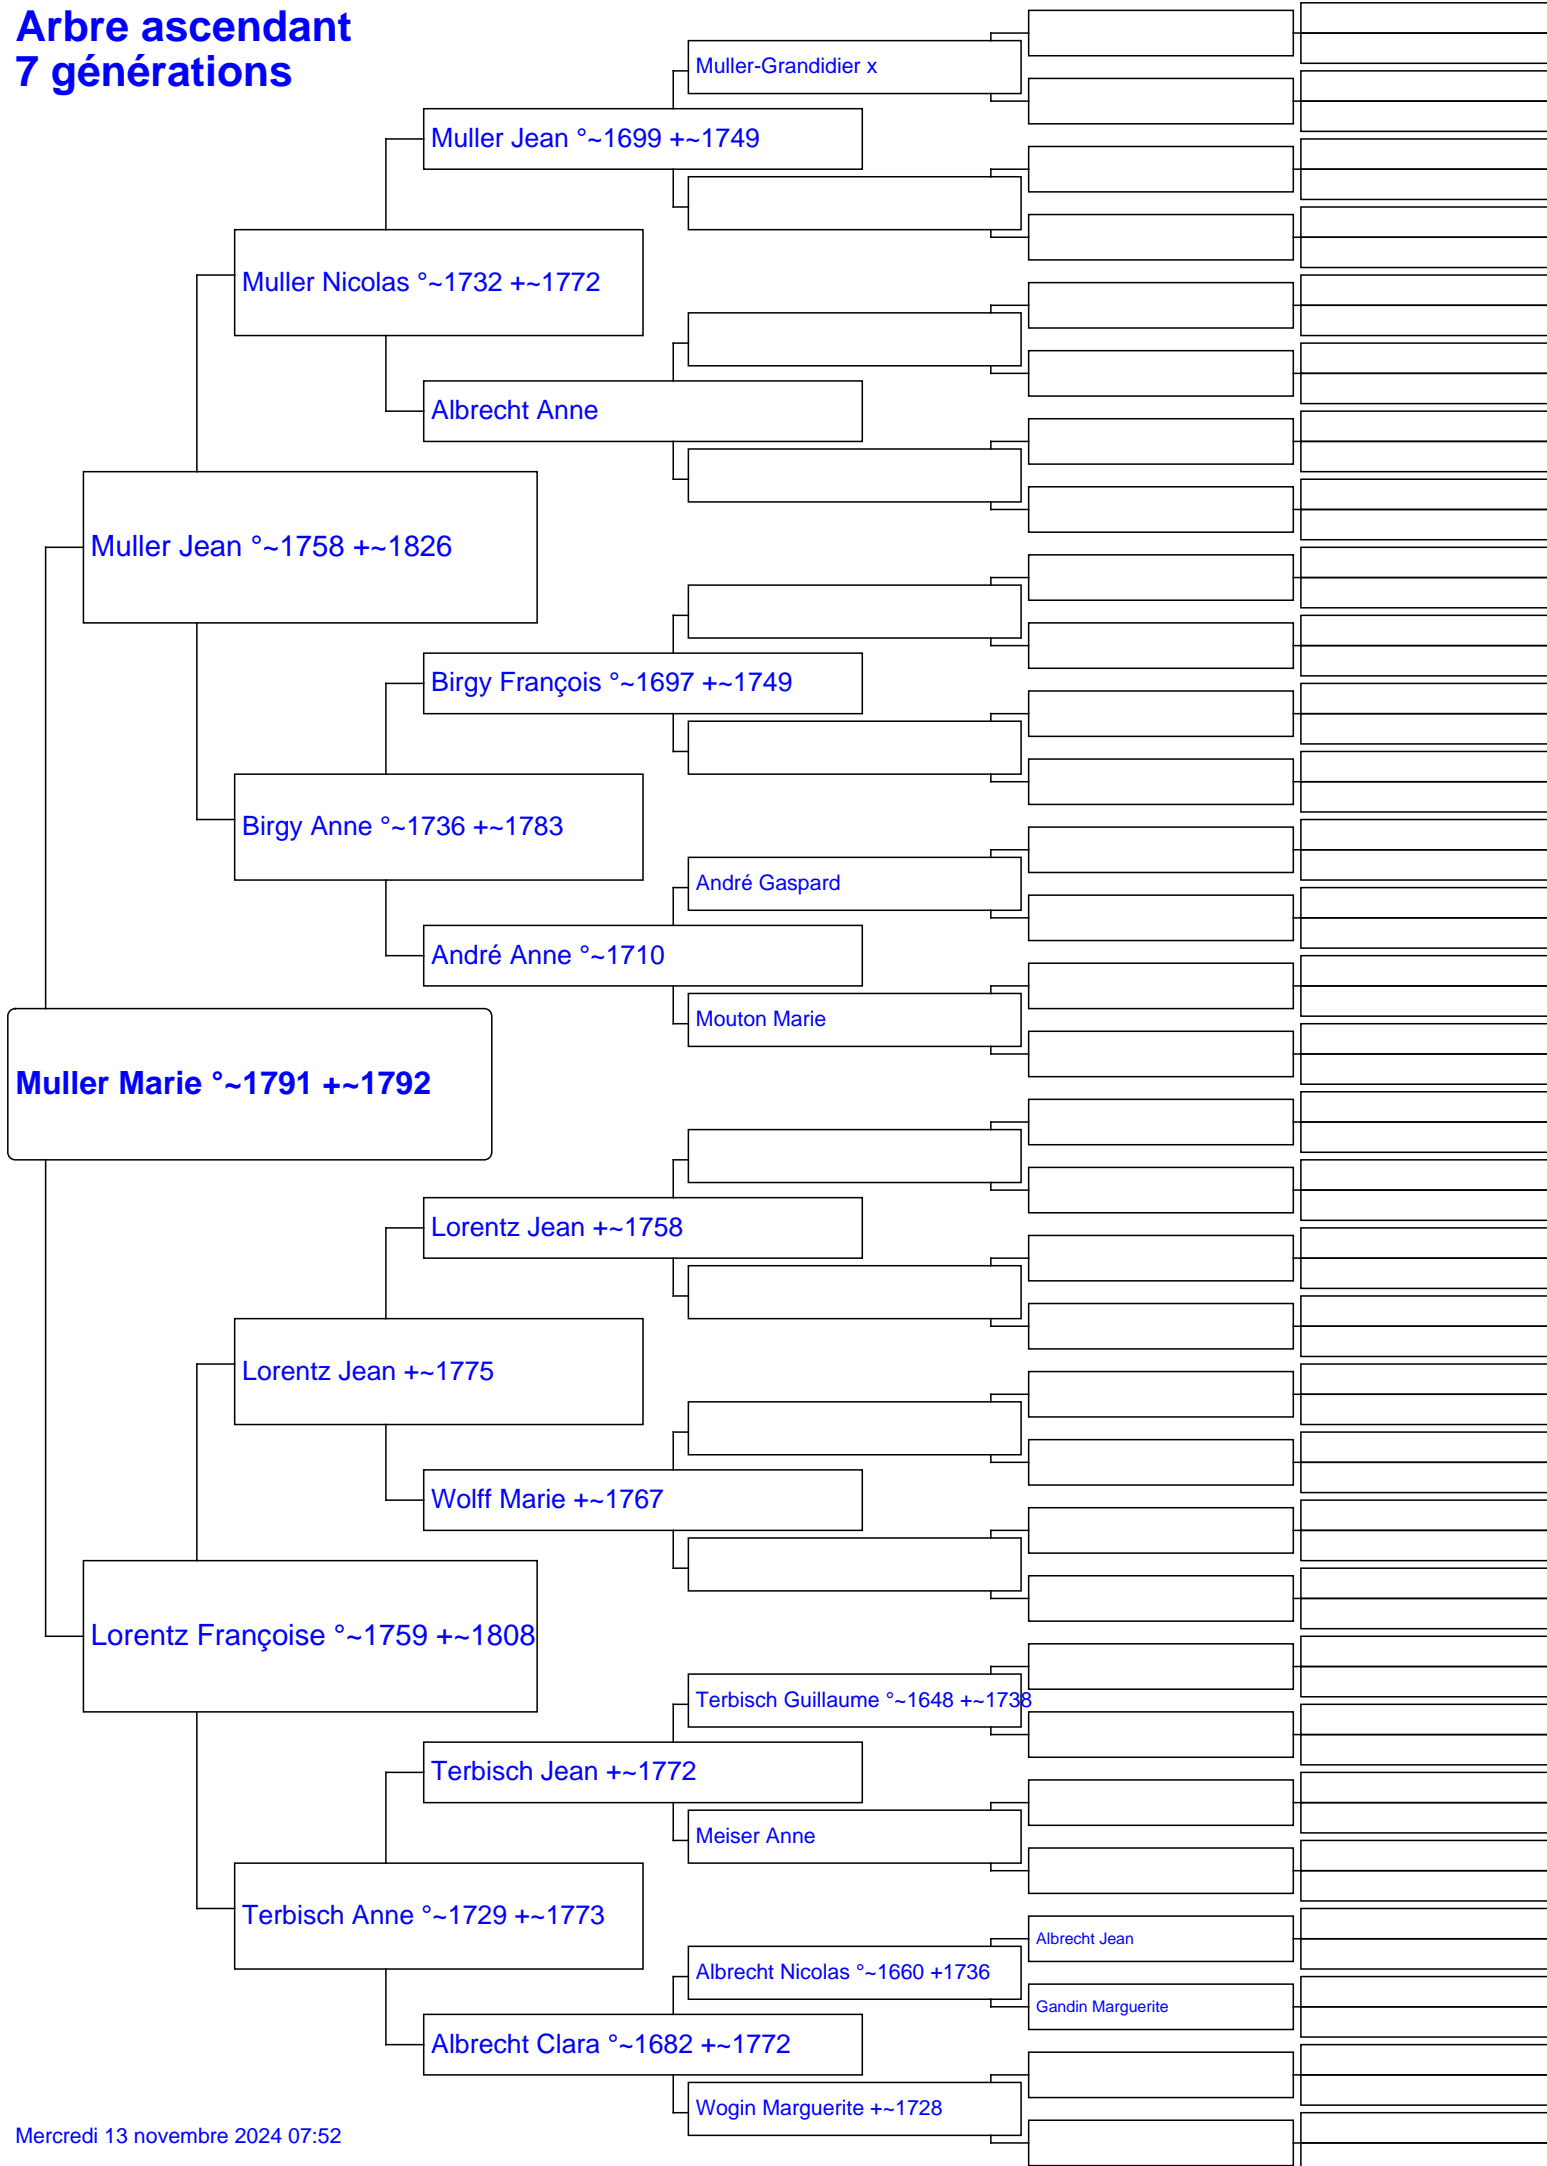 Arbre ascendant
7 générations
Muller-Grandidier x
Muller Jean °~1699 +~1749
Muller Nicolas °~1732 +~1772
Albrecht Anne
Muller Jean °~1758 +~1826
Birgy François °~1697 +~1749
Birgy Anne °~1736 +~1783
André Gaspard
André Anne °~1710
Mouton Marie
Muller Marie °~1791 +~1792
Lorentz Jean +~1758
Lorentz Jean +~1775
Wolff Marie +~1767
Lorentz Françoise °~1759 +~1808
Terbisch Guillaume °~1648 +~1738
Terbisch Jean +~1772
Meiser Anne
Terbisch Anne °~1729 +~1773
Albrecht Jean
Albrecht Nicolas °~1660 +1736
Gandin Marguerite
Albrecht Clara °~1682 +~1772
Wogin Marguerite +~1728
Mercredi 13 novembre 2024 07:52